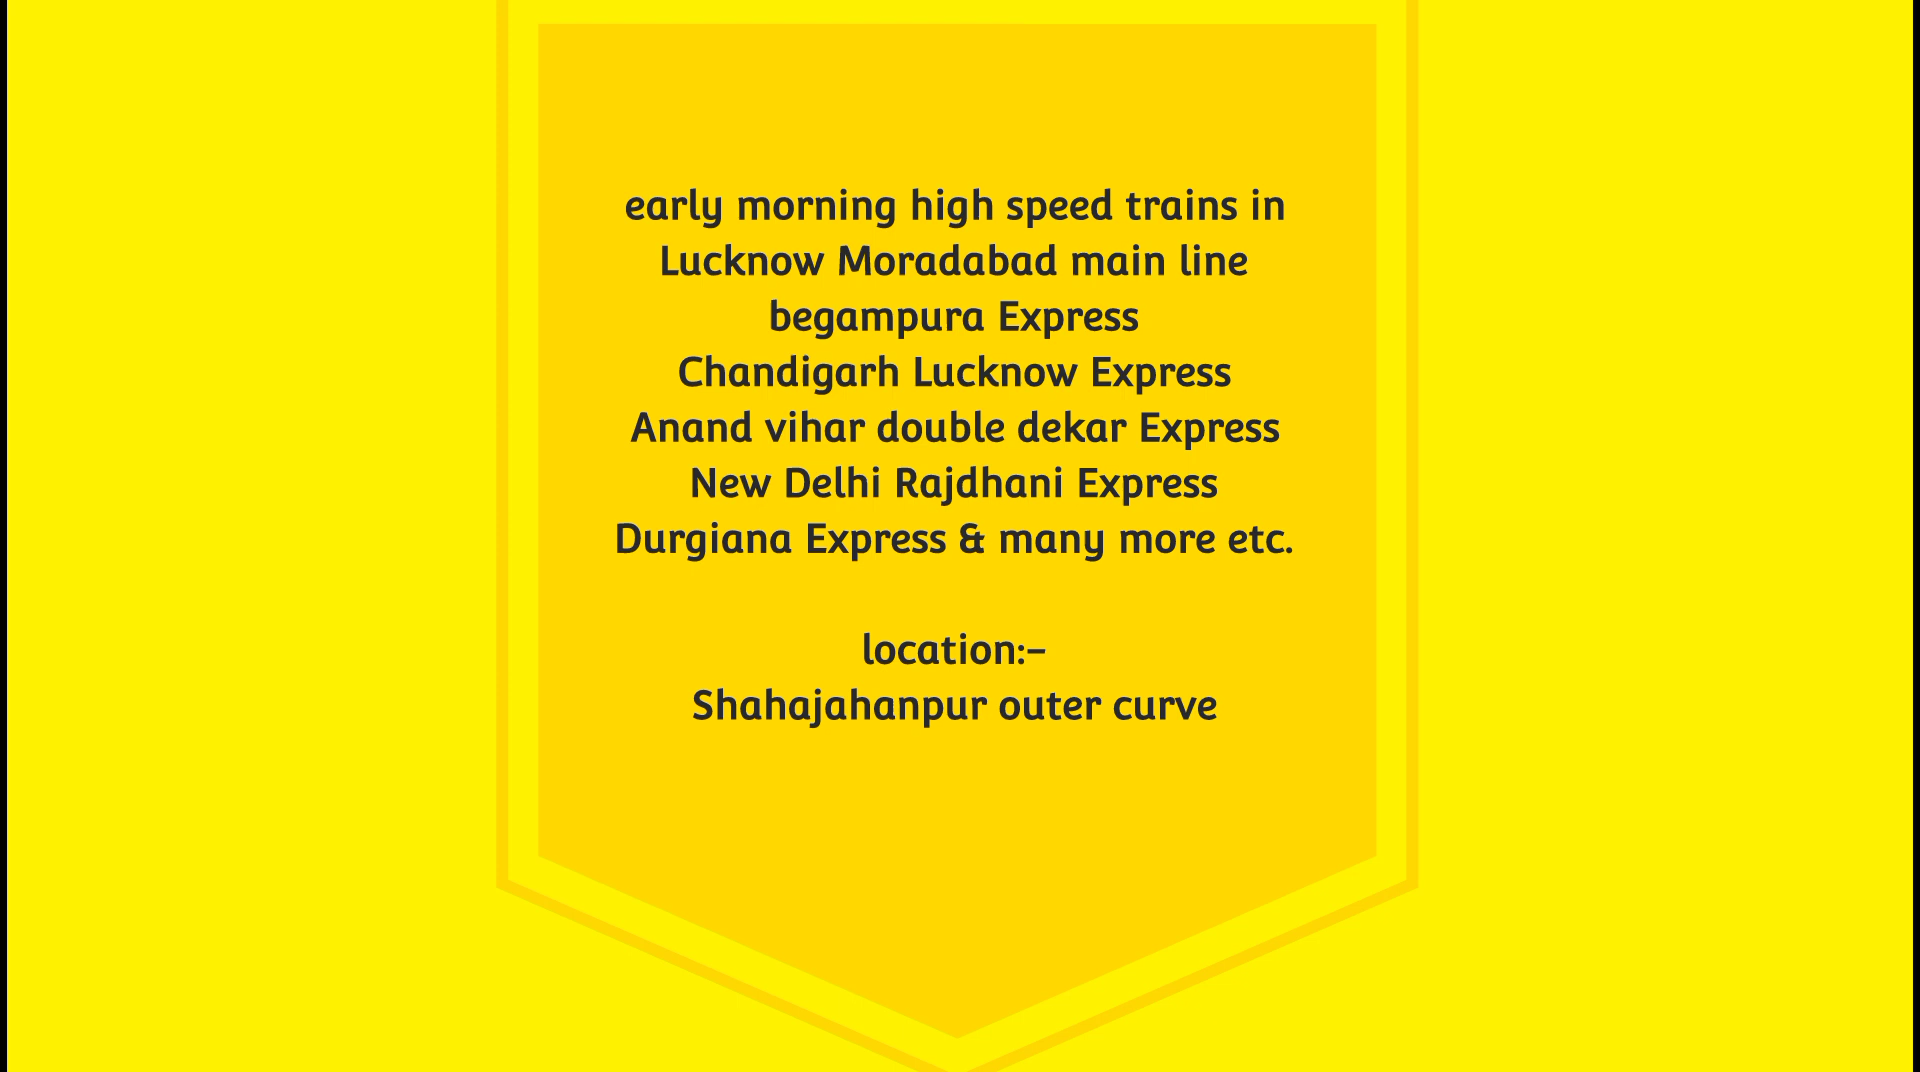 early morning high speed trains in
Lucknow Moradabad main line
begampura Express
Chandigarh Lucknow Express
Anand vihar double dekar Express
New Delhi Rajdhani Express
Durgiana Express & many more etc.
location:–
Shahajahanpur outer curve